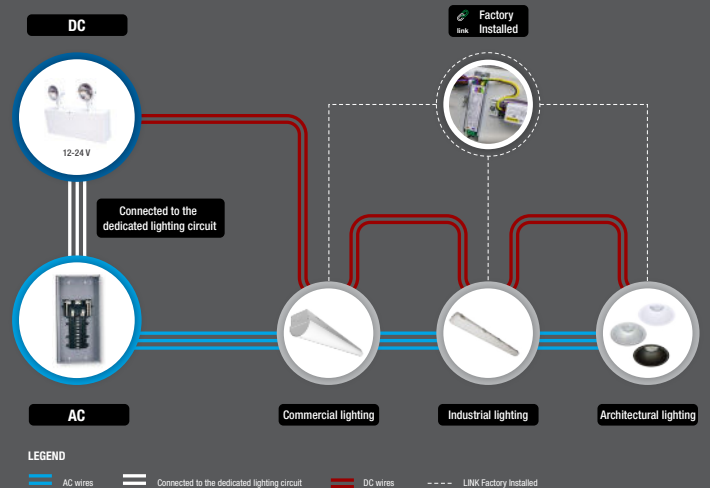 DC
link
Factory
Installed
12-24 V
Connected to the
dedicated lighting circuit
AC
Commercial lighting
Industrial lighting
Architectural lighting
LEGEND
AC wires
Connected to the dedicated lighting circuit
DC wires
LINK Factory Installed